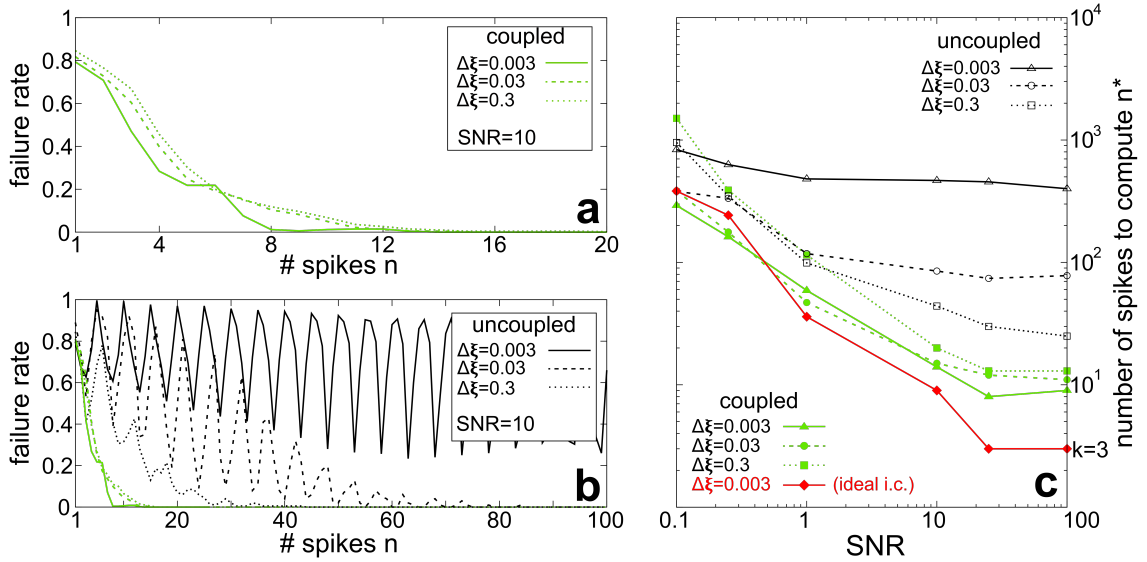 1
0.8
0.6
0.4
0.2
0
failure rate
1
4
8
12
16
20
# spikes n
coupled
Δξ=0.003
Δξ=0.03
Δξ=0.3
SNR=10
a
1
0.8
0.6
0.4
0.2
0
failure rate
1
20
40
60
80
100
# spikes n
uncoupled
Δξ=0.003
Δξ=0.03
Δξ=0.3
SNR=10
b
uncoupled
Δξ=0.003
Δξ=0.03
Δξ=0.3
coupled
Δξ=0.003
Δξ=0.03
Δξ=0.3
Δξ=0.003 (ideal i.c.)
c
0.1
1
10
100
SNR
10⁴
10³
10²
10¹
k=3
number of spikes to compute n*